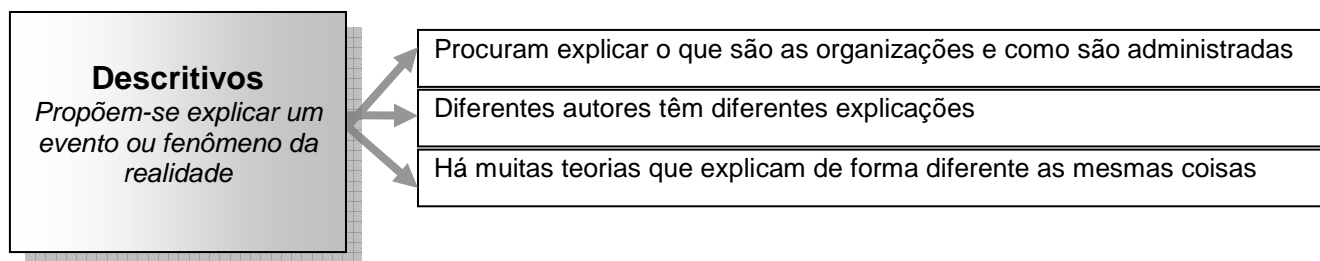 Descritivos
Propõem-se explicar um
evento ou fenômeno da
realidade
Procuram explicar o que são as organizações e como são administradas
Diferentes autores têm diferentes explicações
Há muitas teorias que explicam de forma diferente as mesmas coisas